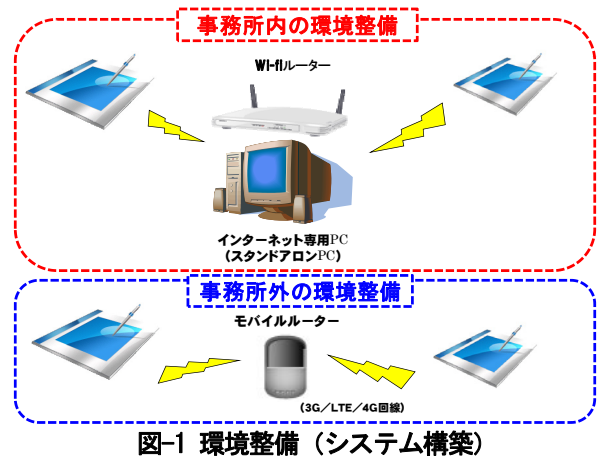 事務所内の環境整備
Wi-fiルーター
インターネット専用PC
(スタンドアロンPC)
事務所外の環境整備
モバイルルーター
(3G/LTE/4G回線)
図-1 環境整備(システム構築)